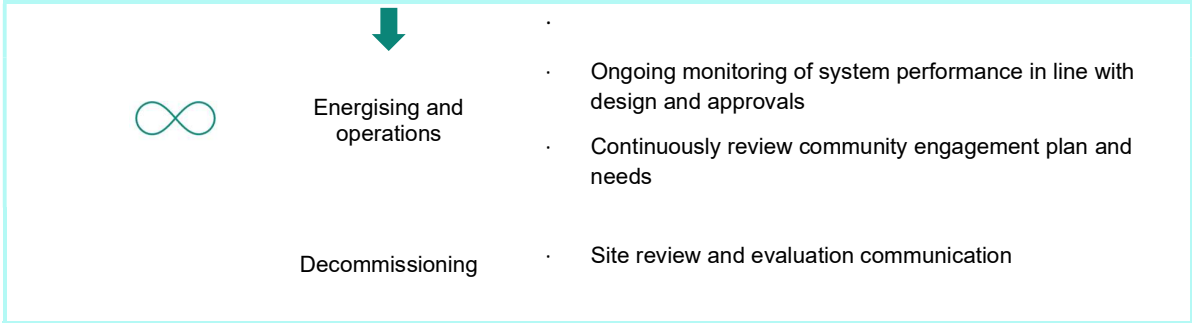 ·
Energising and
operations
· Ongoing monitoring of system performance in line with
design and approvals
· Continuously review community engagement plan and
needs
Decommissioning
· Site review and evaluation communication